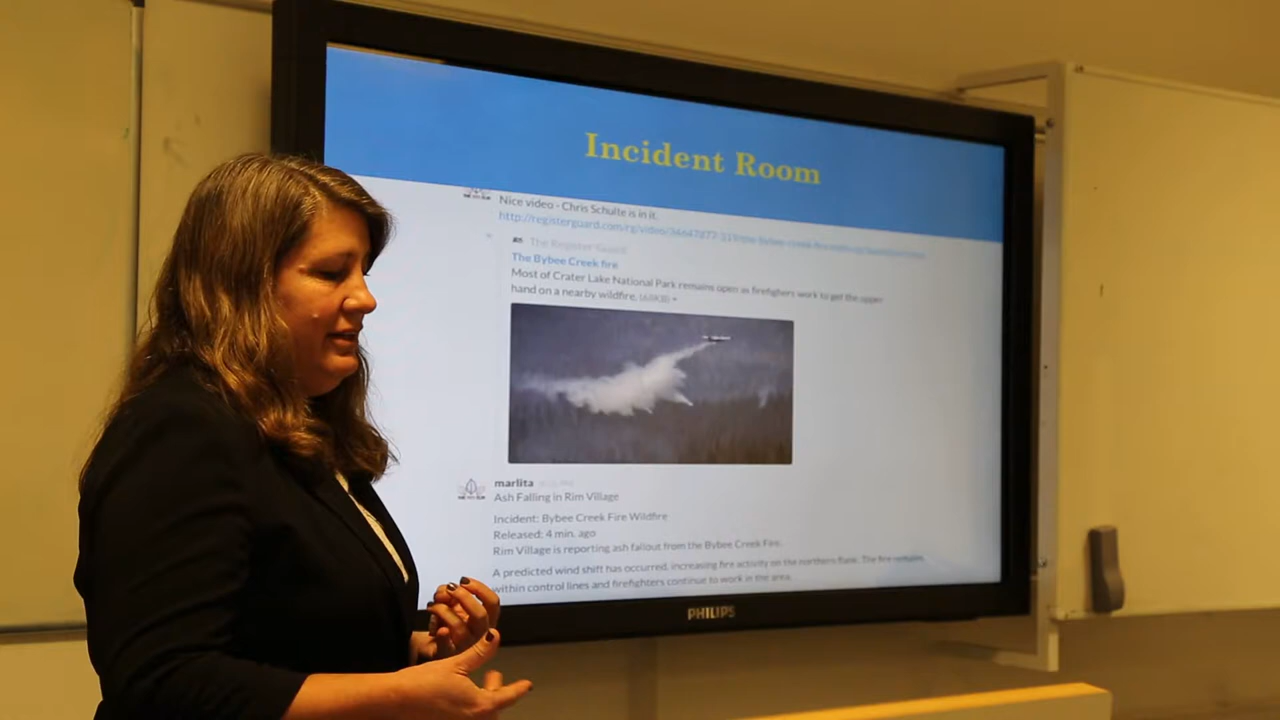 Incident Room
Nice video - Chris Schulte is in it.
The Register Guard
The Bybee Creek fire
Most of Crater Lake National Park remains open as firefighers work to get the upper
hand on a nearby wildfire.
marlita
Ash Falling in Rim Village
Incident: Bybee Creek Fire Wildfire
Released: 4 min. ago
Rim Village is reporting ash fallout from the Bybee Creek Fire.
A predicted wind shift has occurred, increasing fire activity on the northern flank. The fire remains
within control lines and firefighters continue to work in the area.
PHILIPS